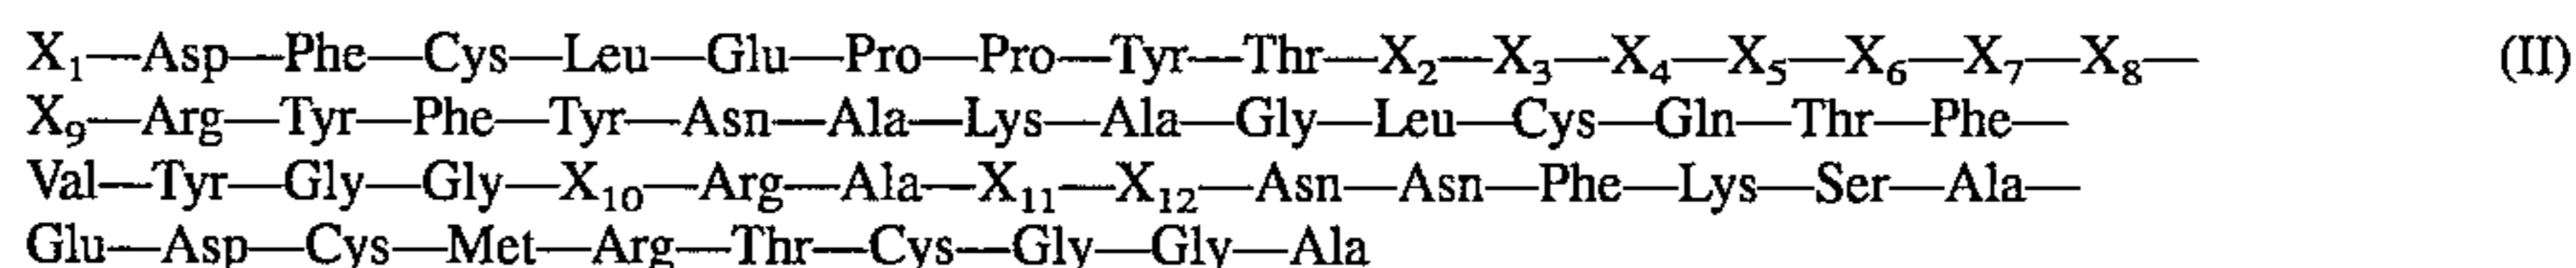 X₁—Asp—Phe—Cys—Leu—Glu—Pro—Pro—Tyr—Thr—X₂—X₃—X₄—X₅—X₆—X₇—X₈— (II)
X₉—Arg—Tyr—Phe—Tyr—Asn—Ala—Lys—Ala—Gly—Leu—Cys—Gln—Thr—Phe—
Val—Tyr—Gly—Gly—X₁₀—Arg—Ala—X₁₁—X₁₂—Asn—Asn—Phe—Lys—Ser—Ala—
Glu—Asp—Cys—Met—Arg—Thr—Cys—Gly—Gly—Ala